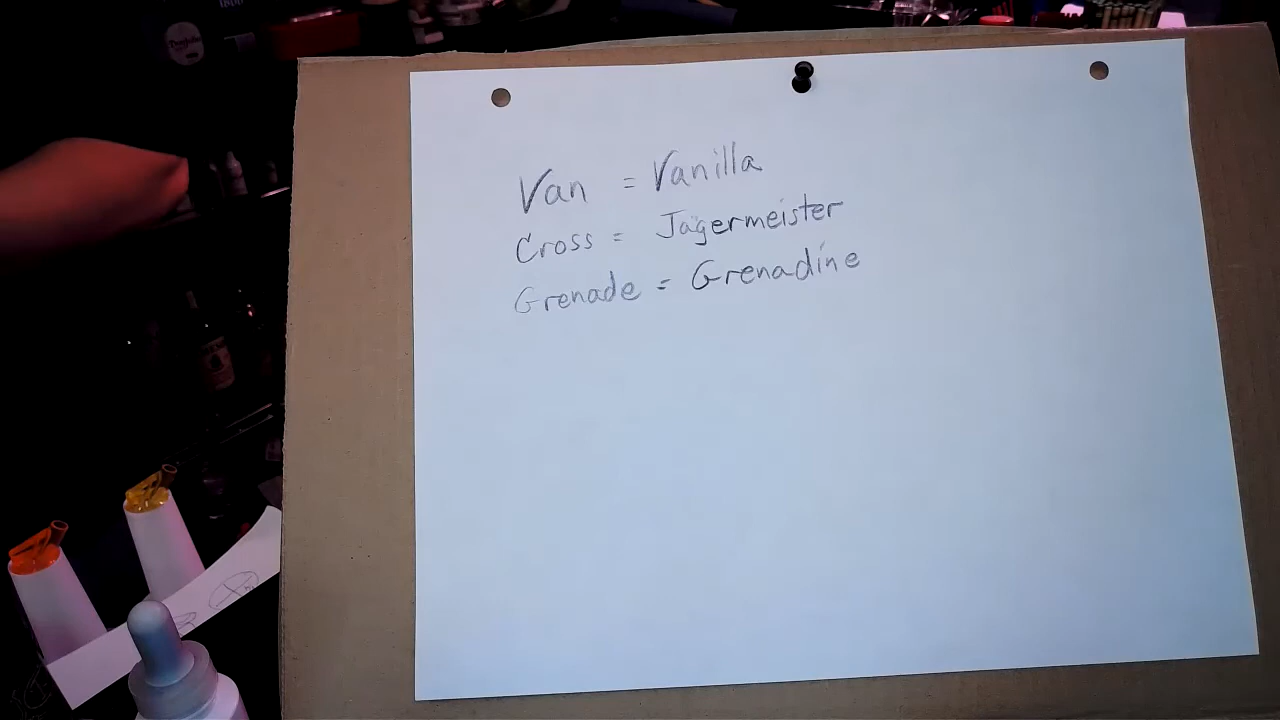 Van = Vanilla
Cross = Jägermeister
Grenade = Grenadine